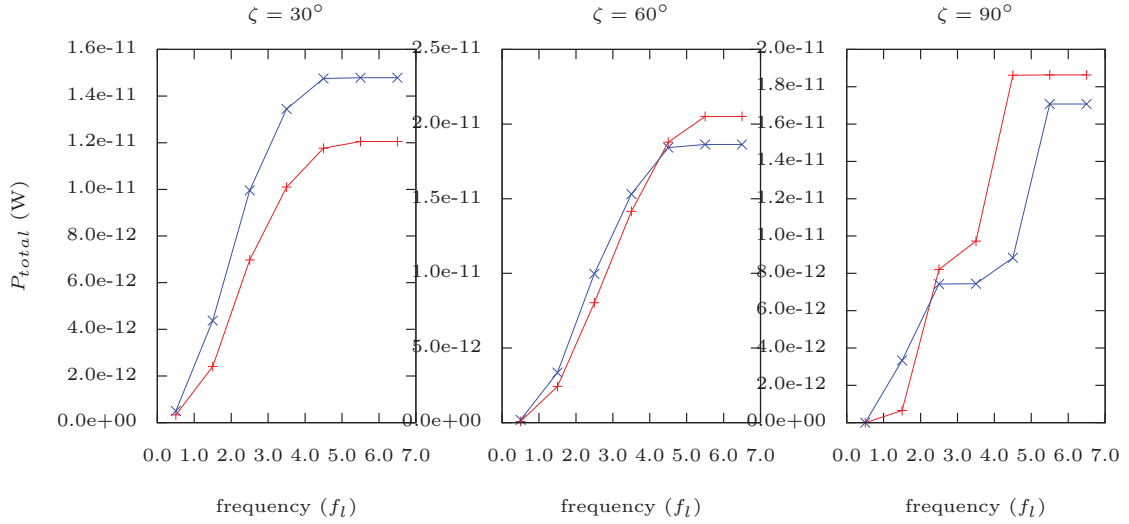 ζ = 30°
ζ = 60°
ζ = 90°
P_total (W)
1.6e-11
1.4e-11
1.2e-11
1.0e-11
8.0e-12
6.0e-12
4.0e-12
2.0e-12
0.0e+00
0.0 1.0 2.0 3.0 4.0 5.0 6.0 7.0
frequency (f_l)
2.5e-11
2.0e-11
1.5e-11
1.0e-11
5.0e-12
0.0e+00
0.0 1.0 2.0 3.0 4.0 5.0 6.0 7.0
frequency (f_l)
2.0e-11
1.8e-11
1.6e-11
1.4e-11
1.2e-11
1.0e-11
8.0e-12
6.0e-12
4.0e-12
2.0e-12
0.0e+00
0.0 1.0 2.0 3.0 4.0 5.0 6.0 7.0
frequency (f_l)